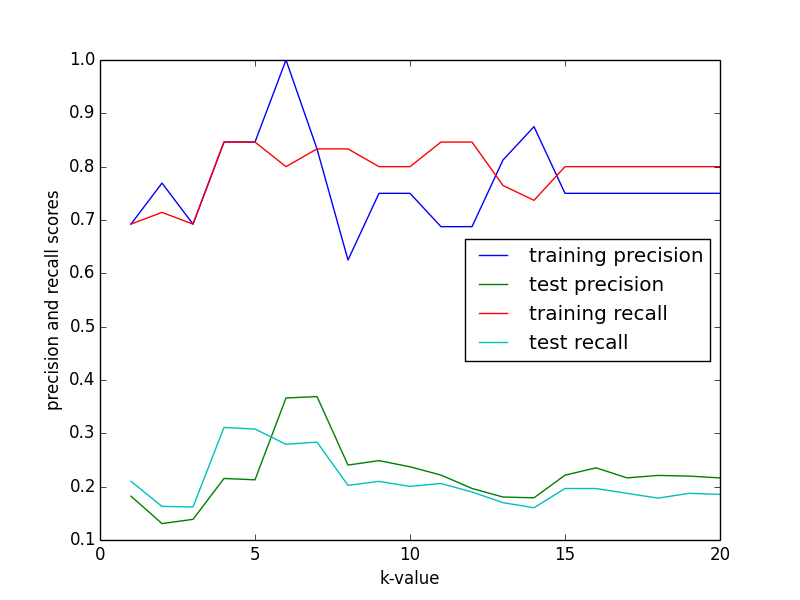 1.0
0.9
0.8
0.7
0.6
0.5
0.4
0.3
0.2
0.1
precision and recall scores
training precision
test precision
training recall
test recall
0 5 10 15 20
k-value